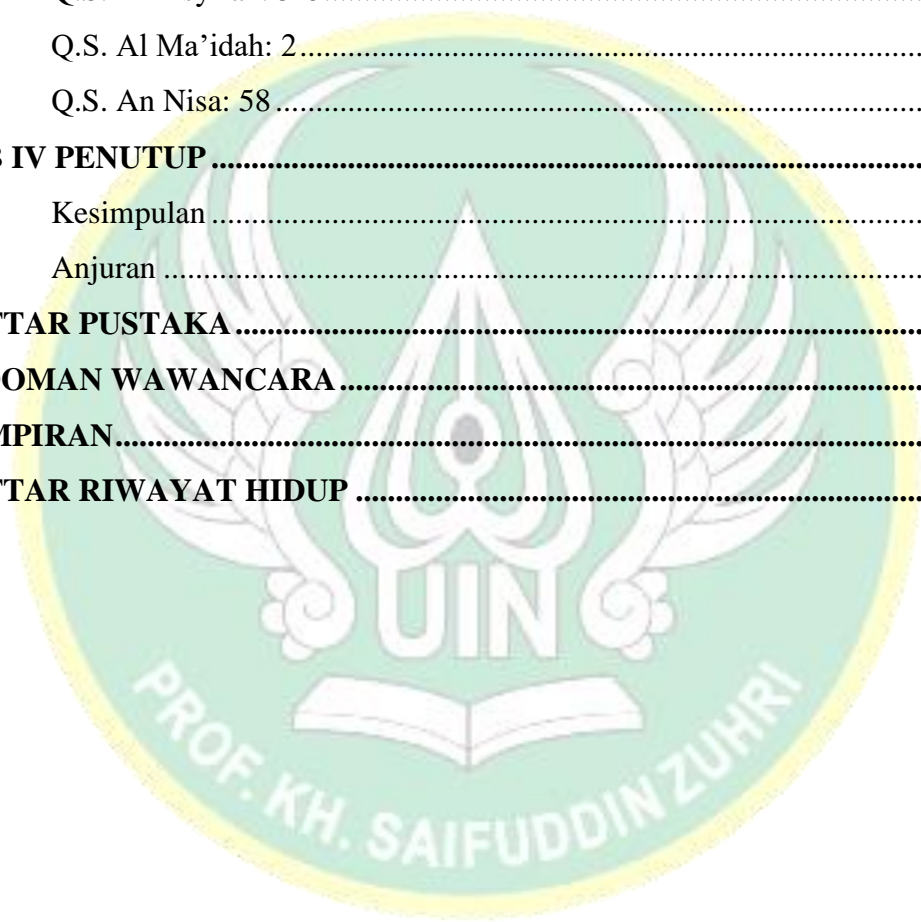 Q.S. Al Ma’idah: 2
Q.S. An Nisa: 58
IV PENUTUP
Kesimpulan
Anjuran
TAR PUSTAKA
OMAN WAWANCARA
PIRAN
TAR RIWAYAT HIDUP
UIN
PROF. KH. SAIFUDDIN ZUHRI